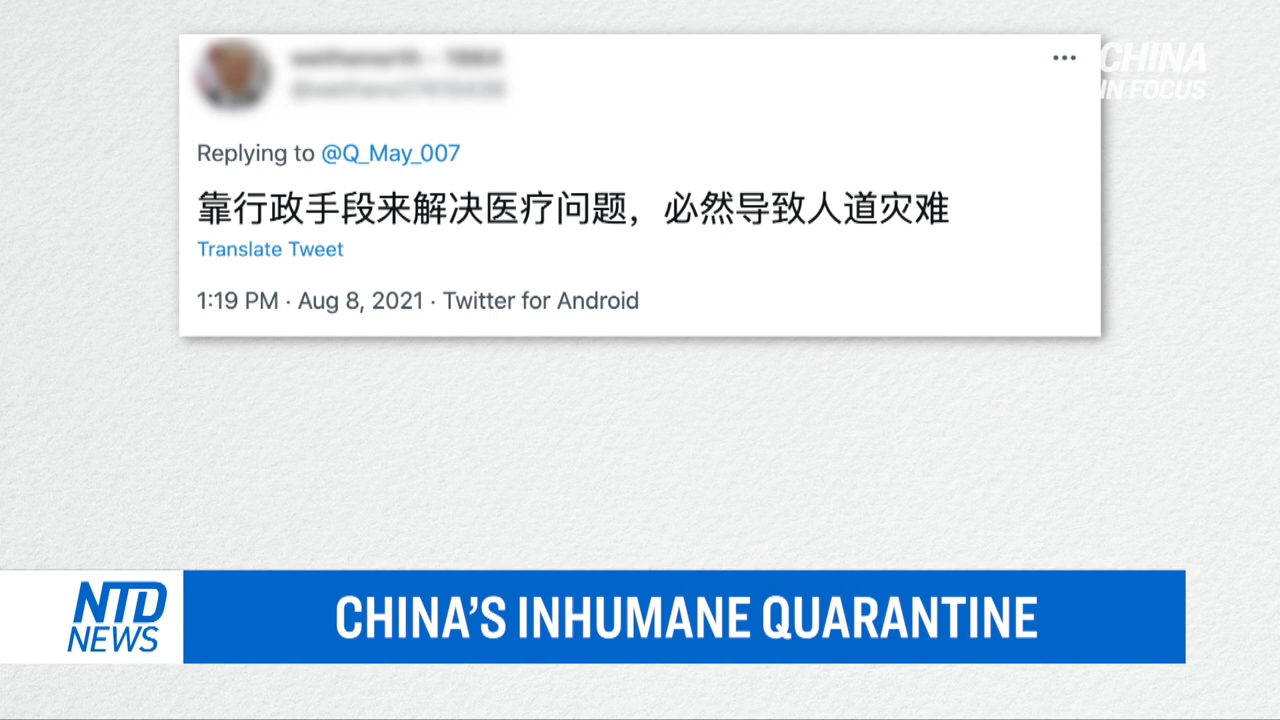 CHINA
IN FOCUS
Replying to @Q_May_007
靠行政手段来解决医疗问题，必然导致人道灾难
Translate Tweet
1:19 PM · Aug 8, 2021 · Twitter for Android
NTD
NEWS
CHINA'S INHUMANE QUARANTINE